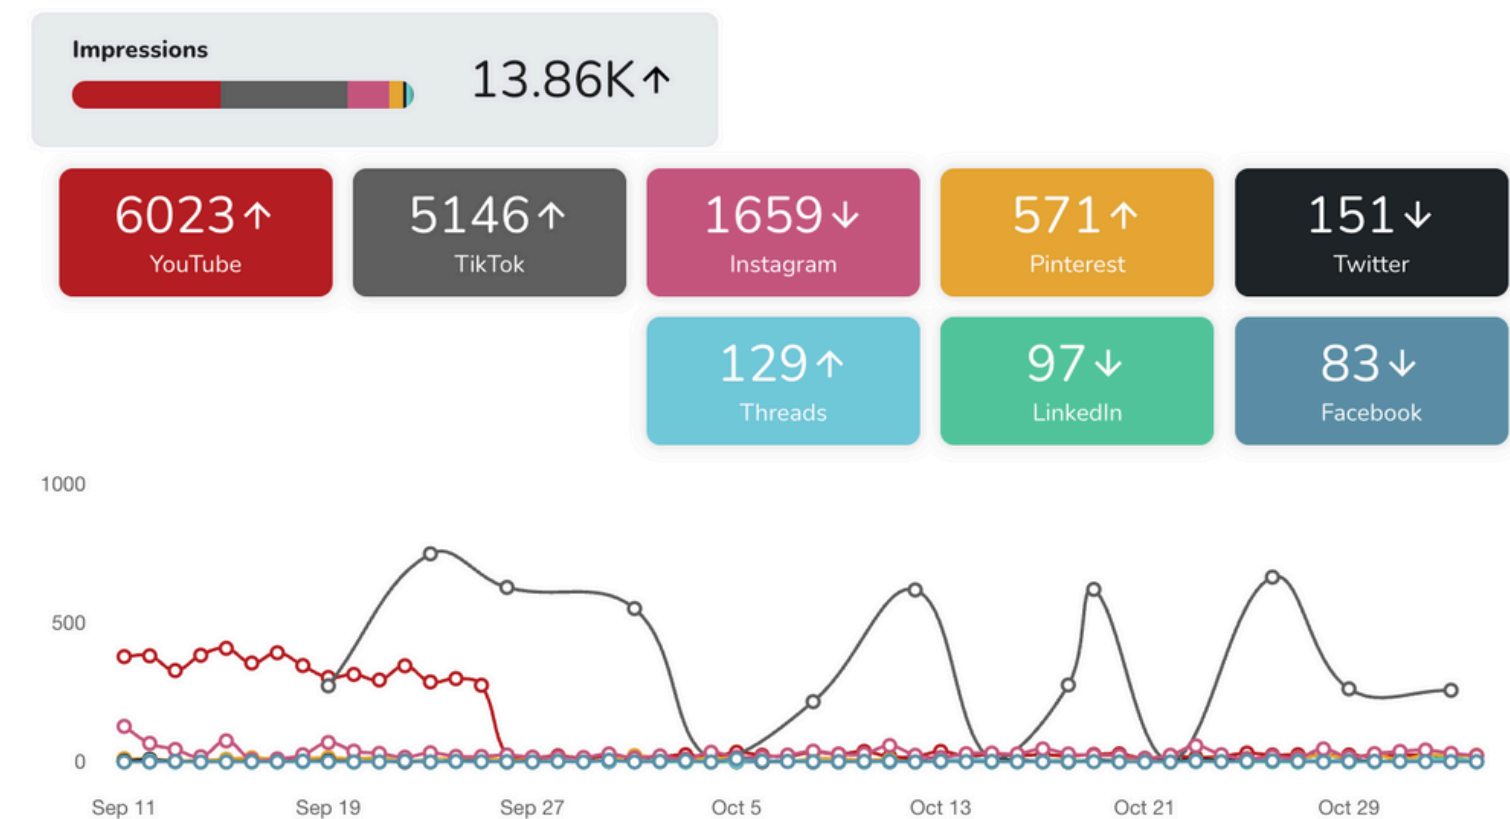 Impressions
13.86K↑
6023↑
YouTube
5146↑
TikTok
1659↓
Instagram
571↑
Pinterest
151↓
Twitter
129↑
Threads
97↓
LinkedIn
83↓
Facebook
1000
500
0
Sep 11 Sep 19 Sep 27 Oct 5 Oct 13 Oct 21 Oct 29